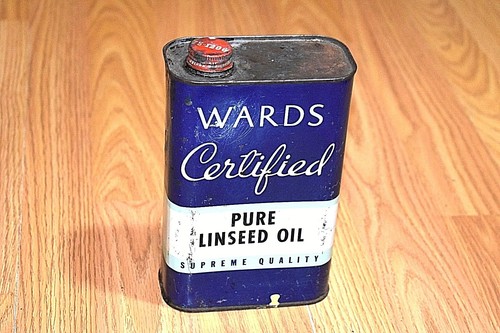 WARDS
Certified
PURE
LINSEED OIL
SUPREME QUALITY